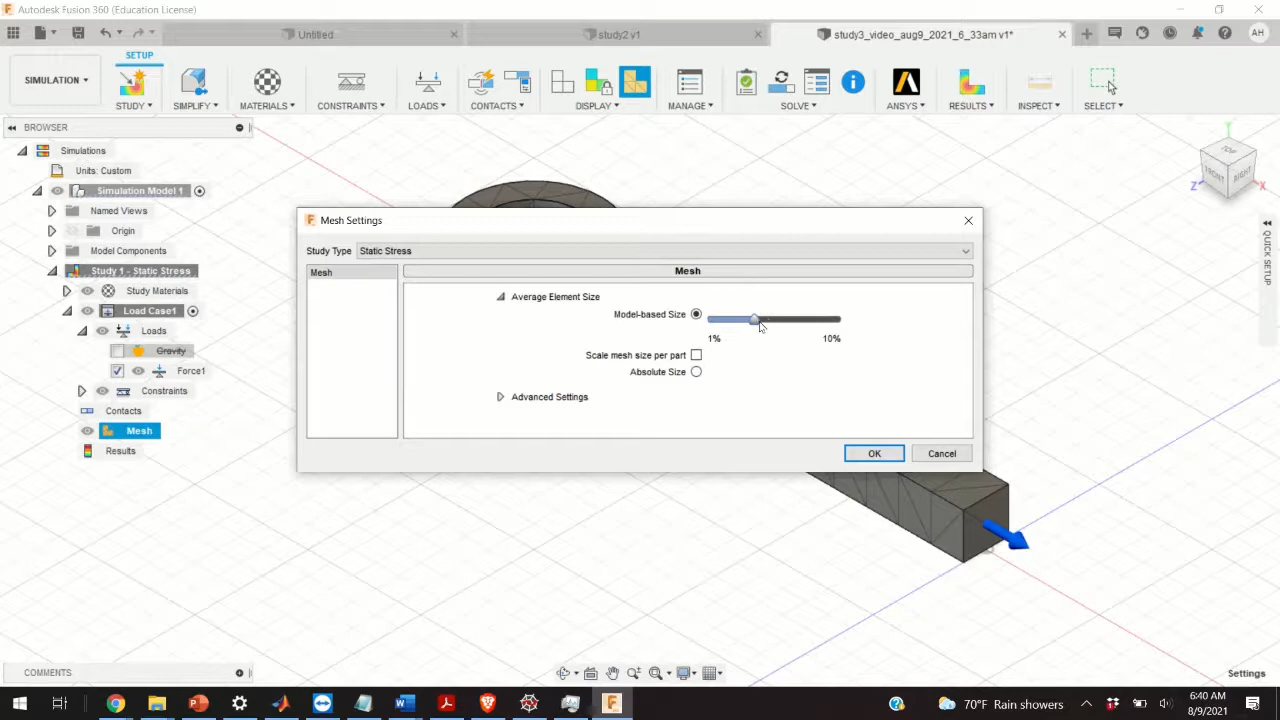 Autodesk Fusion 360 (Education License)
Untitled
study2 v1
study3_video_aug9_2021_6_33am v1*
AH
SETUP
SIMULATION
STUDY
SIMPLIFY
MATERIALS
CONSTRAINTS
LOADS
CONTACTS
DISPLAY
MANAGE
SOLVE
ANSYS
RESULTS
INSPECT
SELECT
BROWSER
Simulations
Units: Custom
Simulation Model 1
Named Views
Origin
Model Components
Study 1 - Static Stress
Study Materials
Load Case1
Loads
Gravity
Force1
Constraints
Contacts
Mesh
Results
Mesh Settings
Study Type
Static Stress
Mesh
Mesh
Average Element Size
Model-based Size
1%
10%
Scale mesh size per part
Absolute Size
Advanced Settings
OK
Cancel
Y
TOP
FRONT
RIGHT
Z
X
QUICK SETUP
COMMENTS
Settings
70°F Rain showers
6:40 AM
8/9/2021